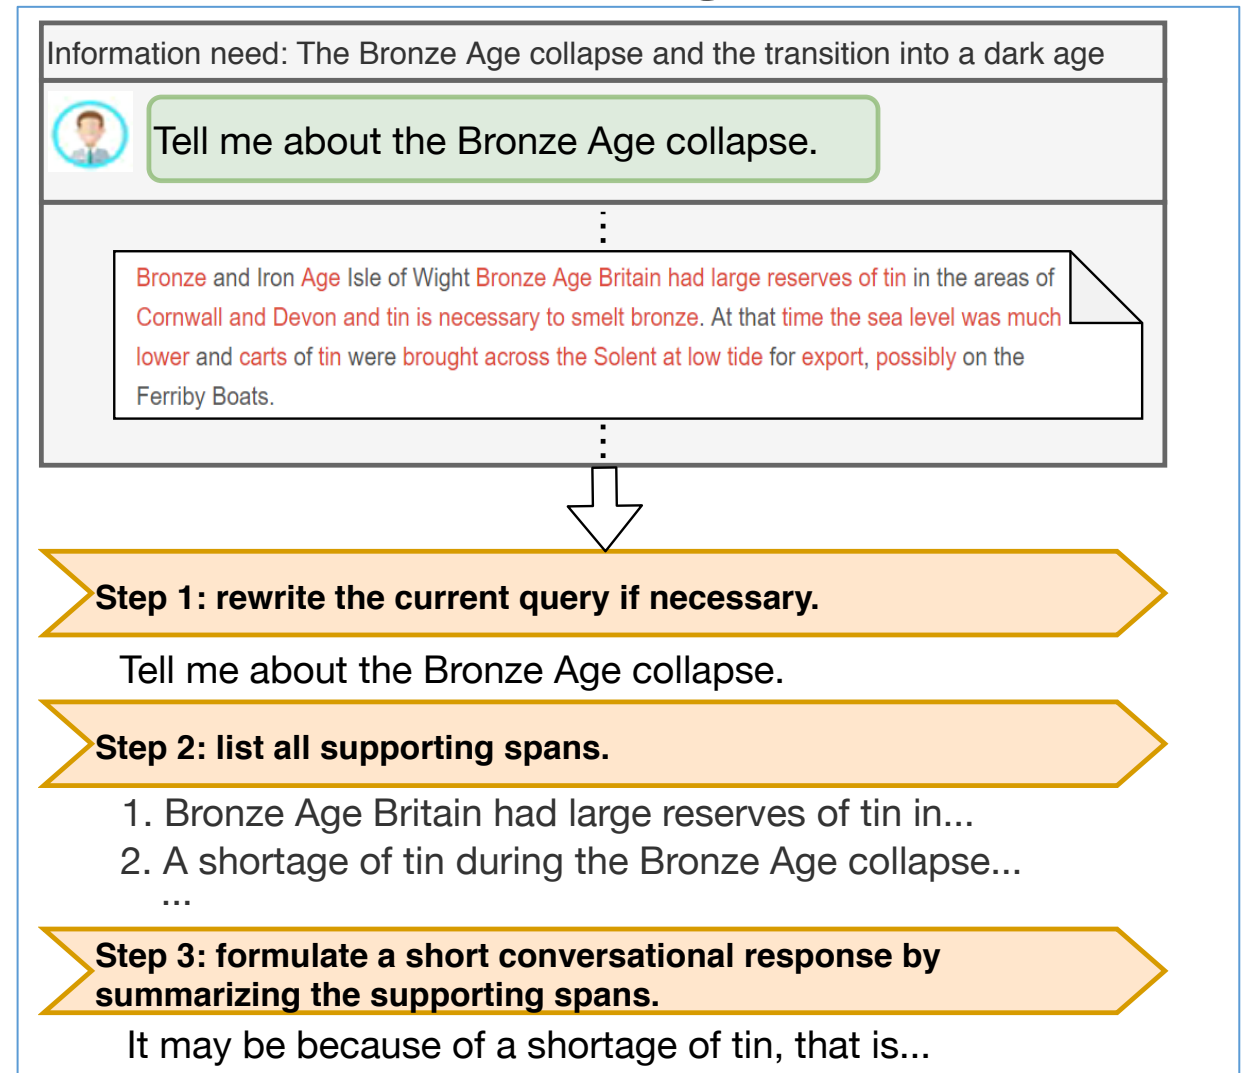 Information need: The Bronze Age collapse and the transition into a dark age
Tell me about the Bronze Age collapse.
Bronze and Iron Age Isle of Wight Bronze Age Britain had large reserves of tin in the areas of
Cornwall and Devon and tin is necessary to smelt bronze. At that time the sea level was much
lower and carts of tin were brought across the Solent at low tide for export, possibly on the
Ferriby Boats.
Step 1: rewrite the current query if necessary.
Tell me about the Bronze Age collapse.
Step 2: list all supporting spans.
1. Bronze Age Britain had large reserves of tin in...
2. A shortage of tin during the Bronze Age collapse...
...
Step 3: formulate a short conversational response by
summarizing the supporting spans.
It may be because of a shortage of tin, that is...